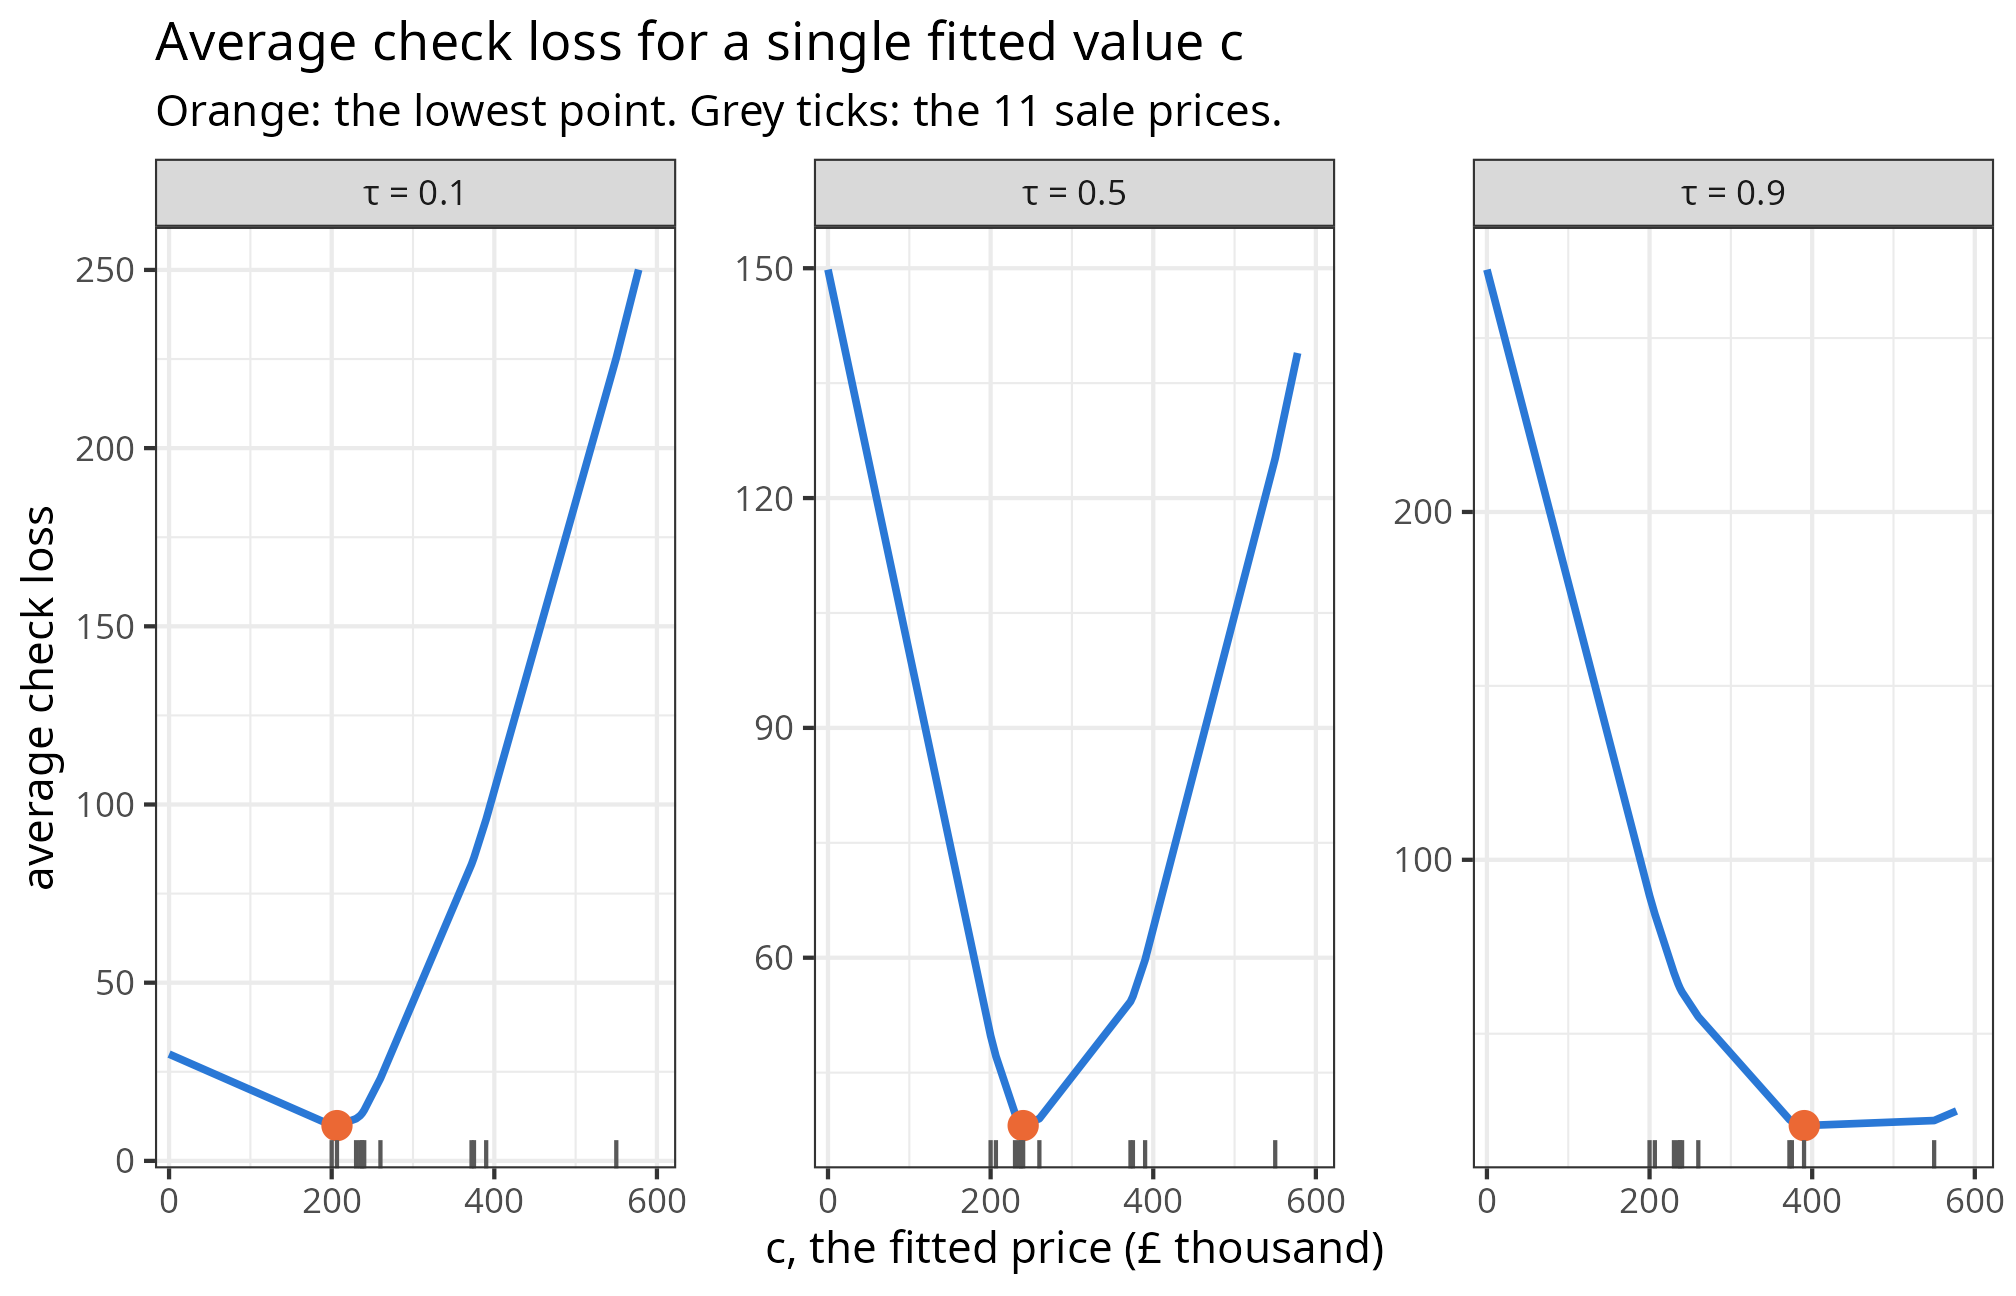 Average check loss for a single fitted value c
Orange: the lowest point. Grey ticks: the 11 sale prices.
τ = 0.1
τ = 0.5
τ = 0.9
average check loss
250
200
150
100
50
0
150
120
90
60
200
100
0 200 400 600
0 200 400 600
0 200 400 600
c, the fitted price (£ thousand)